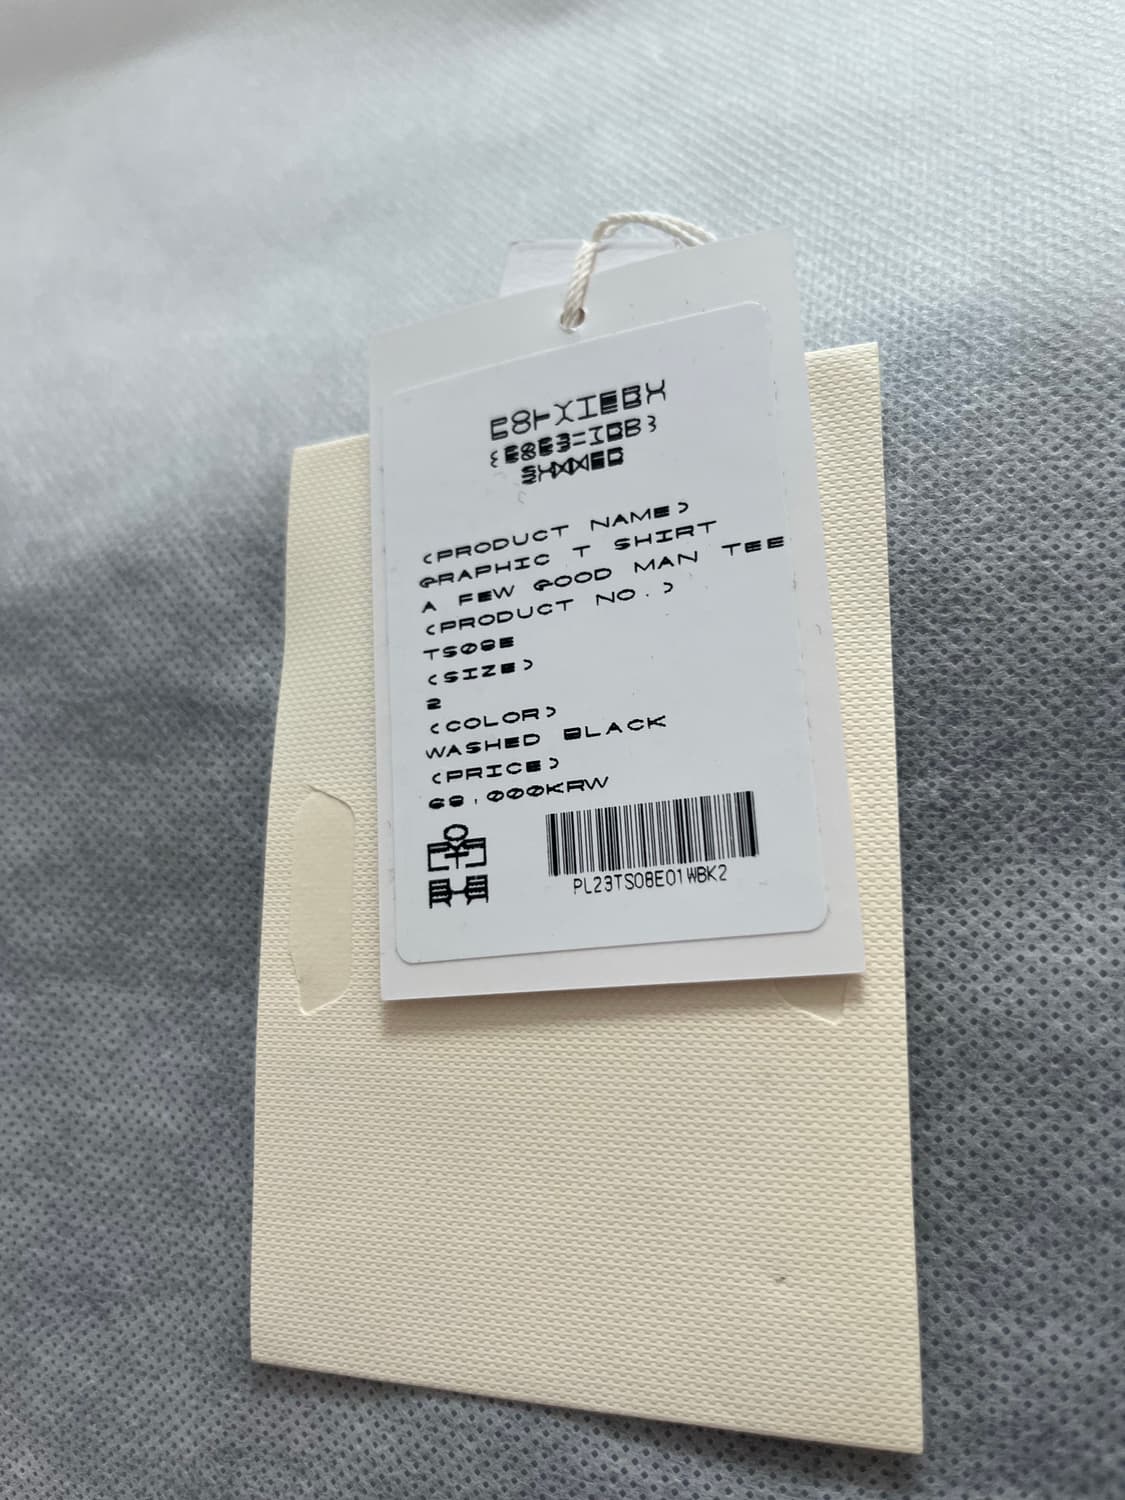 <PRODUCT NAME>
GRAPHIC T SHIRT
A FEW GOOD MAN TEE
<PRODUCT NO.>
TS08E
<SIZE>
2
<COLOR>
WASHED BLACK
<PRICE>
,000KRW
PL23TS08E01WBK2